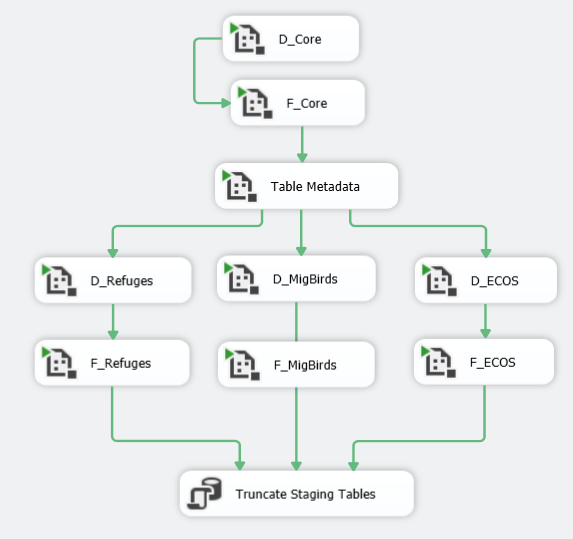 D_Core
F_Core
Table Metadata
D_Refuges
D_MigBirds
D_ECOS
F_Refuges
F_MigBirds
F_ECOS
Truncate Staging Tables